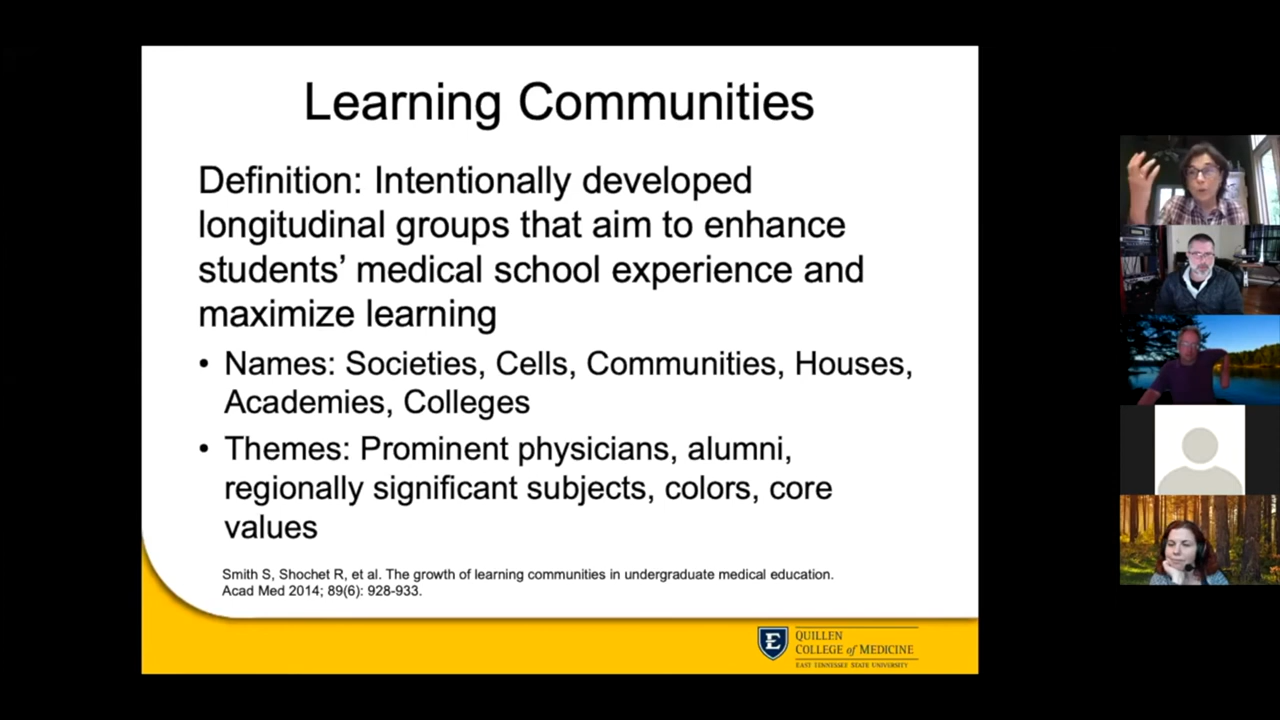 Learning Communities
Definition: Intentionally developed
longitudinal groups that aim to enhance
students’ medical school experience and
maximize learning
• Names: Societies, Cells, Communities, Houses,
Academies, Colleges
• Themes: Prominent physicians, alumni,
regionally significant subjects, colors, core
values
Smith S, Shochet R, et al. The growth of learning communities in undergraduate medical education.
Acad Med 2014; 89(6): 928-933.
E
QUILLEN
COLLEGE of MEDICINE
EAST TENNESSEE STATE UNIVERSITY